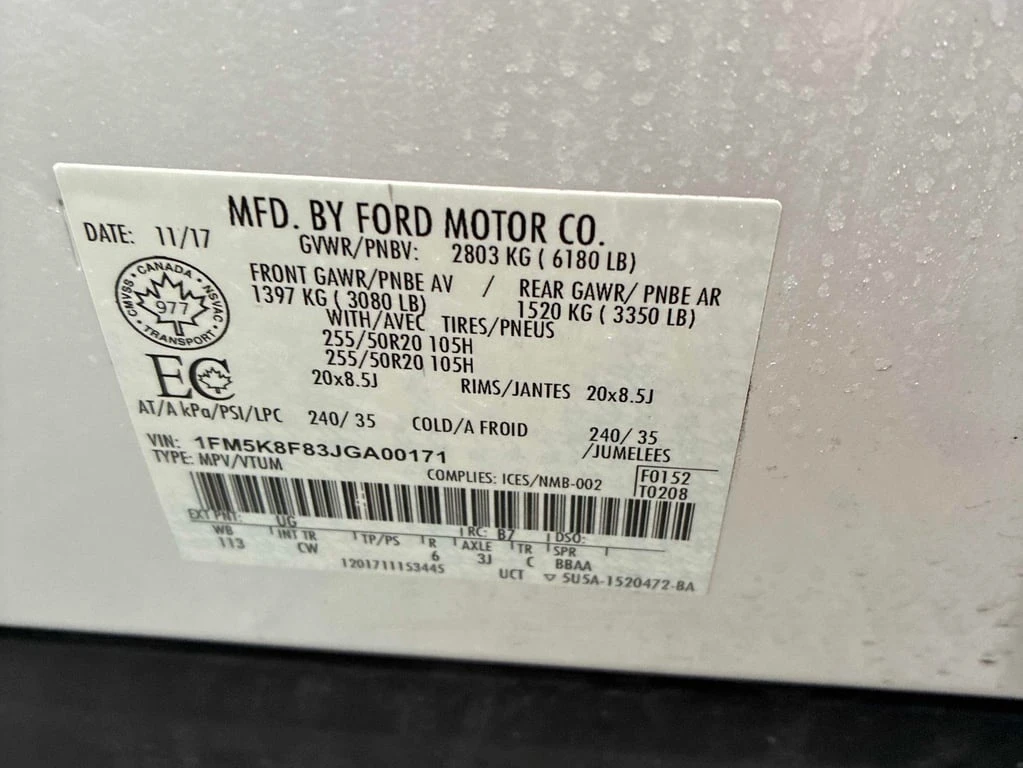 MFD. BY FORD MOTOR CO.
DATE: 11/17
GVWR/PNBV: 2803 KG ( 6180 LB)
FRONT GAWR/PNBE AV / REAR GAWR/ PNBE AR
1397 KG ( 3080 LB) 1520 KG ( 3350 LB)
WITH/AVEC TIRES/PNEUS
255/50R20 105H
255/50R20 105H
20x8.5J RIMS/JANTES 20x8.5J
CANADA
CMVSS NSVAC
977
TRANSPORT
EC
AT/A kPa/PSI/LPC 240/ 35 COLD/A FROID 240/ 35
/JUMELEES
VIN: 1FM5K8F83JGA00171
TYPE: MPV/VTUM
COMPLIES: ICES/NMB-002
F0152
T0208
EXT PNT: UG RC: B7 DSO:
WB INT TR TP/PS R AXLE TR SPR
113 CW 6 3J C BBAA
1201711153445 UCT ▽ 5U5A-1520472-BA